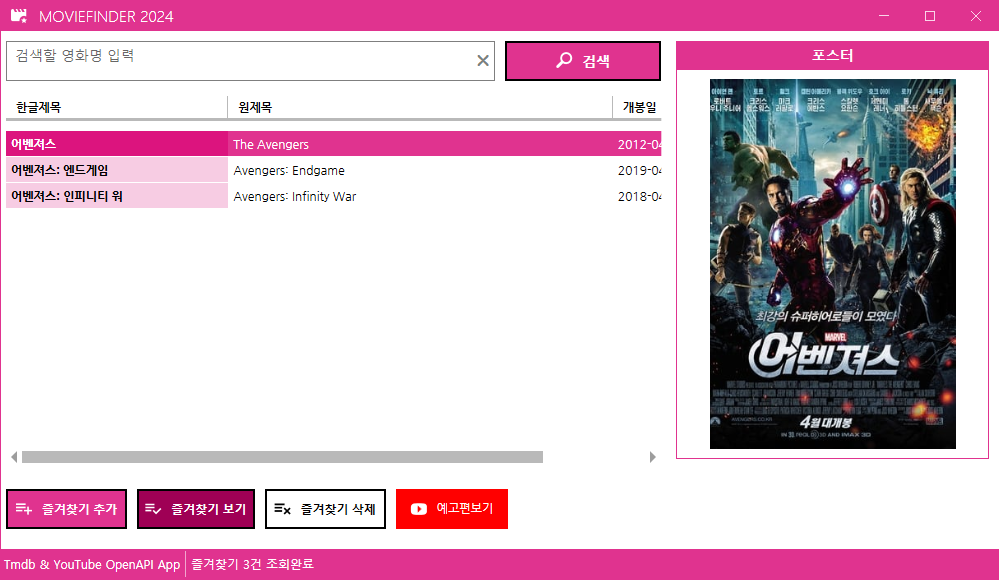 MOVIEFINDER 2024
검색할 영화명 입력
검색
포스터
한글제목 원제목 개봉일
어벤져스 The Avengers 2012-04
어벤져스: 엔드게임 Avengers: Endgame 2019-04
어벤져스: 인피니티 워 Avengers: Infinity War 2018-04
최강의 슈퍼히어로들이 모였다
MARVEL
어벤져스
4월 대개봉
즐겨찾기 추가 즐겨찾기 보기 즐겨찾기 삭제 예고편보기
Tmdb & YouTube OpenAPI App 즐겨찾기 3건 조회완료